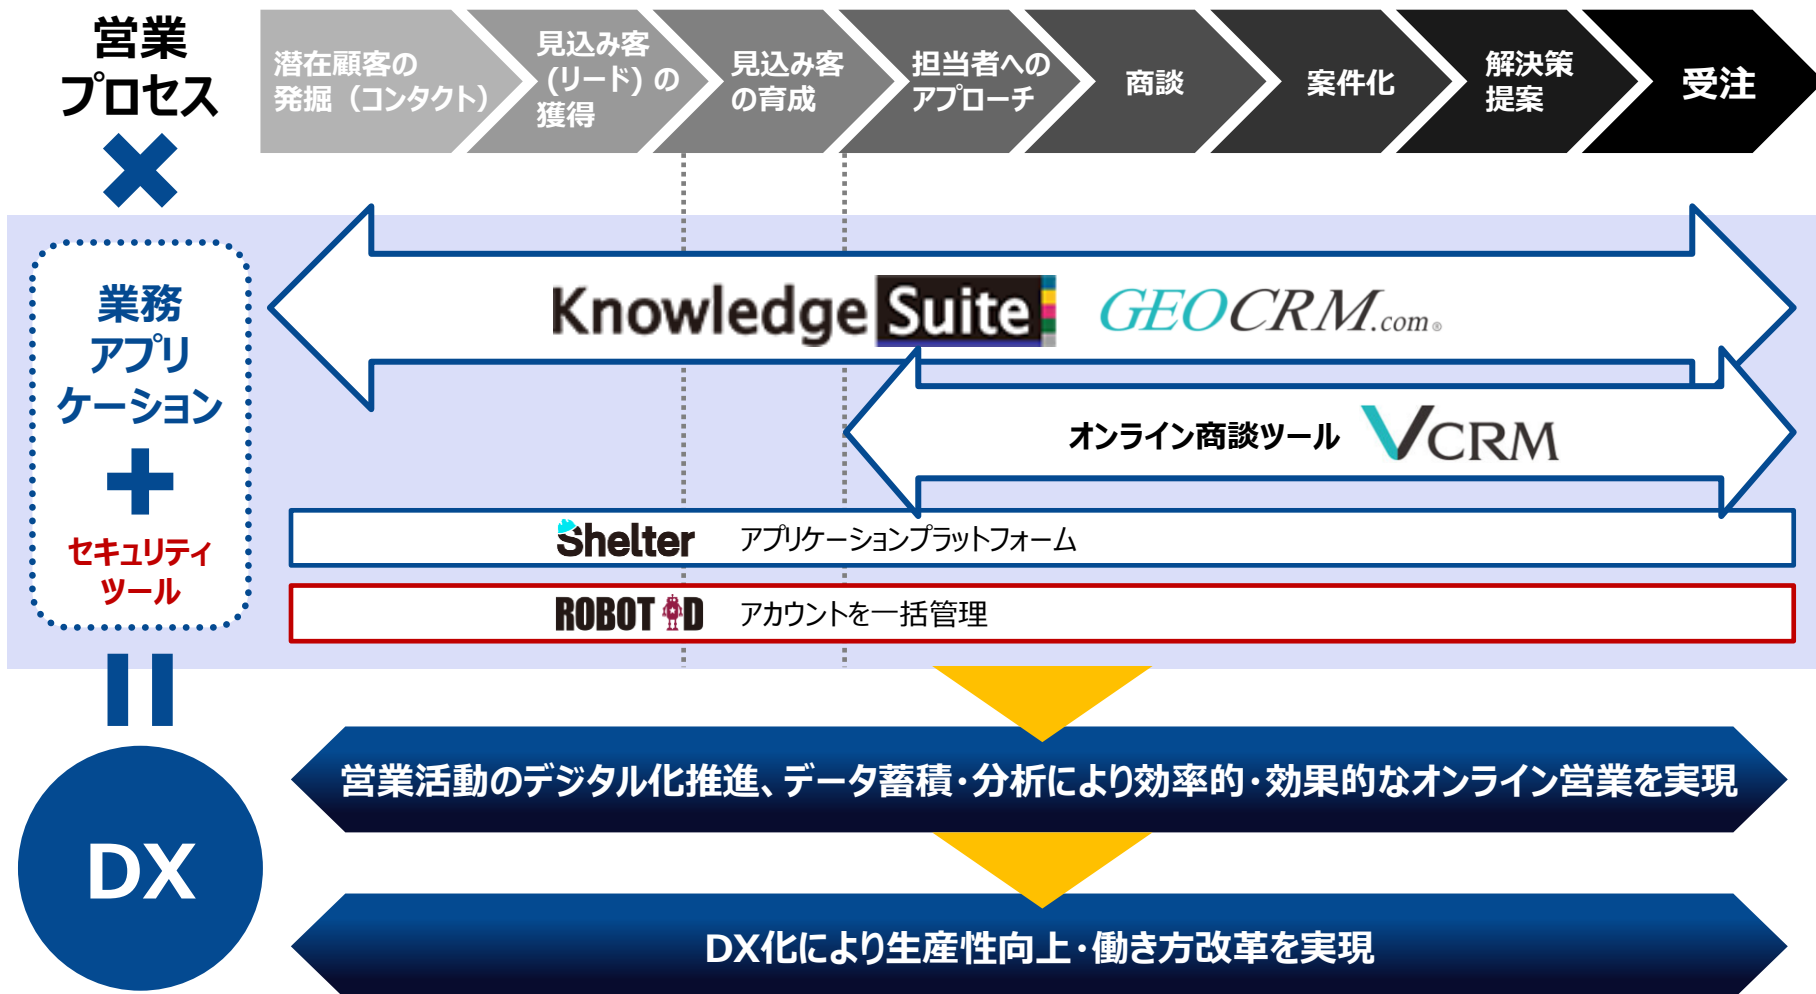 営業
プロセス
潜在顧客の
発掘（コンタクト）
見込み客
(リード) の
獲得
見込み客
の育成
担当者への
アプローチ
商談
案件化
解決策
提案
受注
業務
アプリ
ケーション
セキュリティ
ツール
Knowledge Suite
GEOCRM.com®
オンライン商談ツール VCRM
Shelter アプリケーションプラットフォーム
ROBOT ID アカウントを一括管理
DX
営業活動のデジタル化推進、データ蓄積・分析により効率的・効果的なオンライン営業を実現
DX化により生産性向上・働き方改革を実現